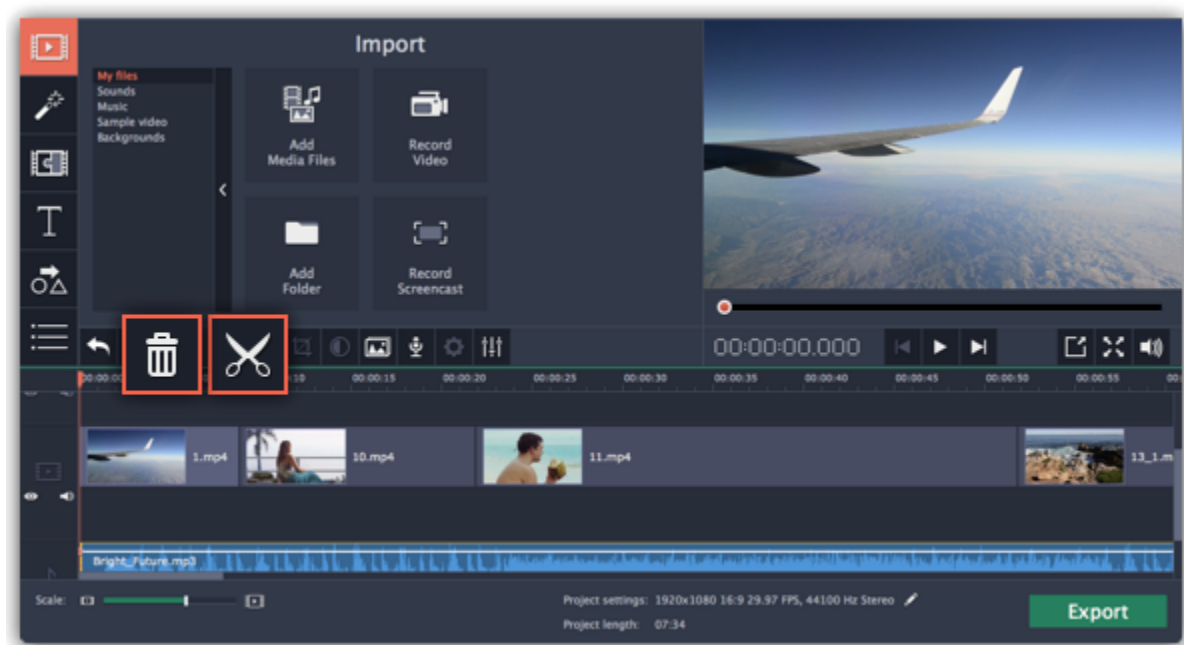 Import
My files
Sounds
Music
Sample video
Backgrounds
Add
Media Files
Record
Video
Add
Folder
Record
Screencast
00:00:00.000
00:00:15
00:00:20
00:00:25
00:00:30
00:00:35
00:00:40
00:00:45
00:00:50
00:00:55
1.mp4
10.mp4
11.mp4
13_1.m
Bright_Future.mp3
Scale:
Project settings: 1920x1080 16:9 29.97 FPS, 44100 Hz Stereo
Project length: 07:34
Export